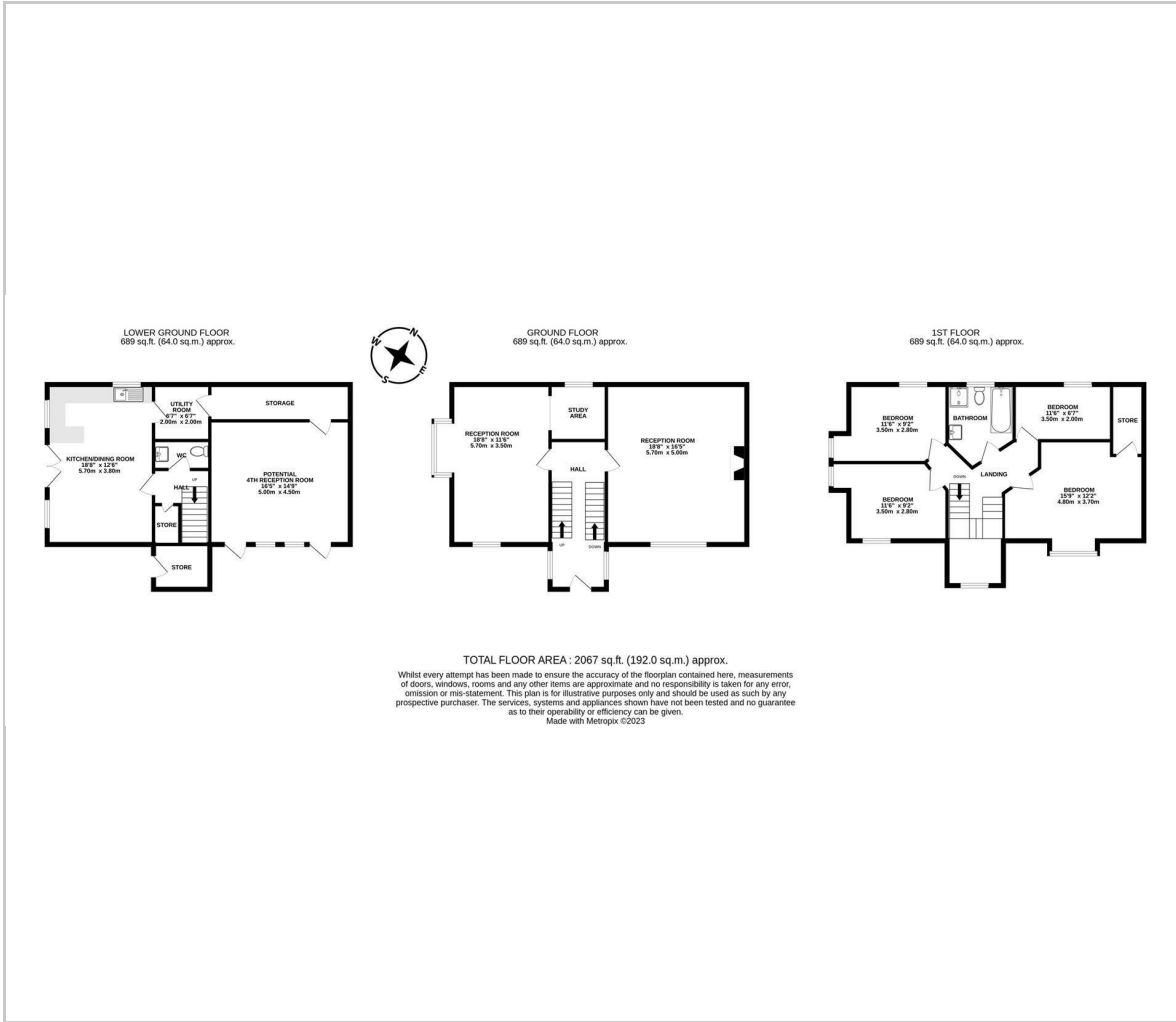 LOWER GROUND FLOOR
689 sq.ft. (64.0 sq.m.) approx.
UTILITY
ROOM
6'7" x 6'7"
2.00m x 2.00m
STORAGE
KITCHEN/DINING ROOM
18'8" x 12'6"
5.70m x 3.80m
WC
UP
HALL
STORE
STORE
POTENTIAL
4TH RECEPTION ROOM
16'5" x 14'9"
5.00m x 4.50m
N
W
E
S
GROUND FLOOR
689 sq.ft. (64.0 sq.m.) approx.
STUDY
AREA
RECEPTION ROOM
18'8" x 11'6"
5.70m x 3.50m
HALL
RECEPTION ROOM
18'8" x 16'5"
5.70m x 5.00m
UP
DOWN
1ST FLOOR
689 sq.ft. (64.0 sq.m.) approx.
BEDROOM
11'6" x 9'2"
3.50m x 2.80m
BATHROOM
BEDROOM
11'6" x 6'7"
3.50m x 2.00m
STORE
DOWN
LANDING
BEDROOM
11'6" x 9'2"
3.50m x 2.80m
BEDROOM
15'9" x 12'2"
4.80m x 3.70m
TOTAL FLOOR AREA : 2067 sq.ft. (192.0 sq.m.) approx.
Whilst every attempt has been made to ensure the accuracy of the floorplan contained here, measurements
of doors, windows, rooms and any other items are approximate and no responsibility is taken for any error,
omission or mis-statement. This plan is for illustrative purposes only and should be used as such by any
prospective purchaser. The services, systems and appliances shown have not been tested and no guarantee
as to their operability or efficiency can be given.
Made with Metropix ©2023